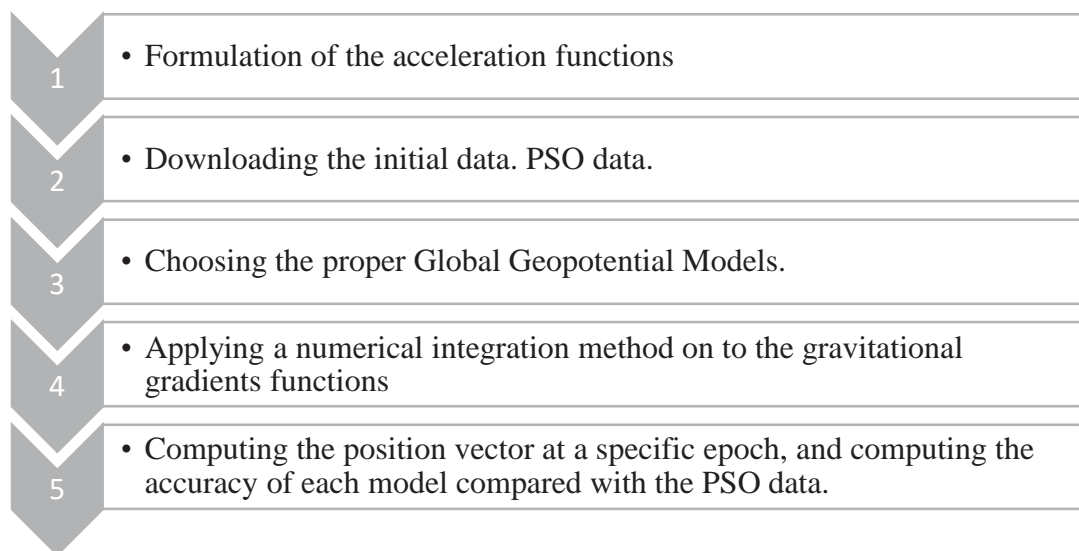 1
• Formulation of the acceleration functions
2
• Downloading the initial data. PSO data.
3
• Choosing the proper Global Geopotential Models.
4
• Applying a numerical integration method on to the gravitational
gradients functions
5
• Computing the position vector at a specific epoch, and computing the
accuracy of each model compared with the PSO data.